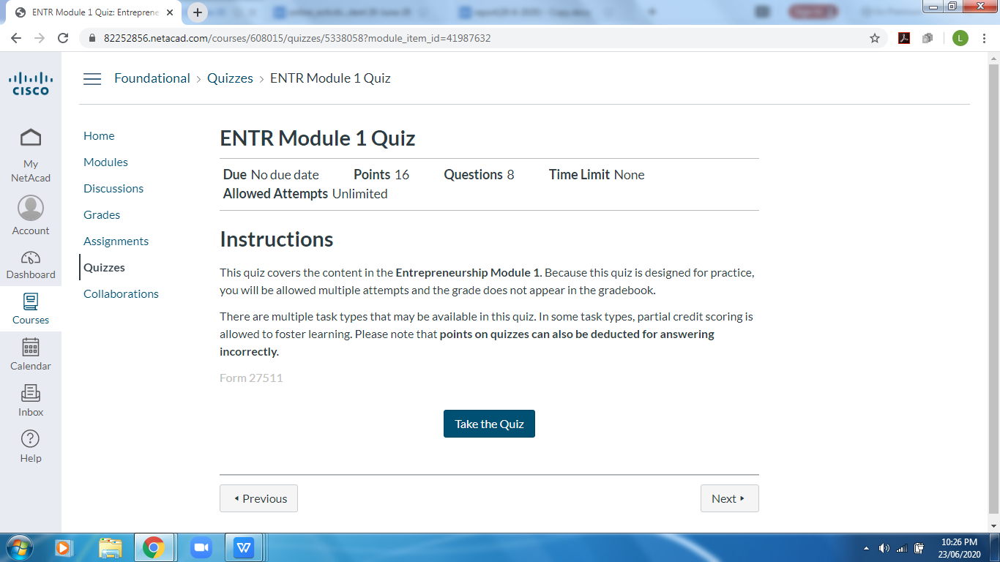 ENTR Module 1 Quiz: Entreprene
82252856.netacad.com/courses/608015/quizzes/5338058?module_item_id=41987632
L
CISCO
Foundational > Quizzes > ENTR Module 1 Quiz
My
NetAcad
Account
Dashboard
Courses
Calendar
Inbox
Help
Home
Modules
Discussions
Grades
Assignments
Quizzes
Collaborations
ENTR Module 1 Quiz
Due No due date Points 16 Questions 8 Time Limit None
Allowed Attempts Unlimited
Instructions
This quiz covers the content in the Entrepreneurship Module 1. Because this quiz is designed for practice,
you will be allowed multiple attempts and the grade does not appear in the gradebook.
There are multiple task types that may be available in this quiz. In some task types, partial credit scoring is
allowed to foster learning. Please note that points on quizzes can also be deducted for answering
incorrectly.
Form 27511
Take the Quiz
Previous
Next
10:26 PM
23/06/2020